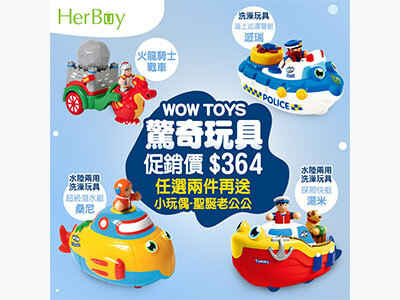 HerBuy
火龍騎士
戰車
洗澡玩具
海上巡邏警艇
派瑞
POLICE
WOW TOYS
驚奇玩具
促銷價 $364
任選兩件再送
小玩偶-聖誕老公公
水陸兩用
洗澡玩具
超級潛水艇
桑尼
水陸兩用
洗澡玩具
探險快艇
湯米
Tommy